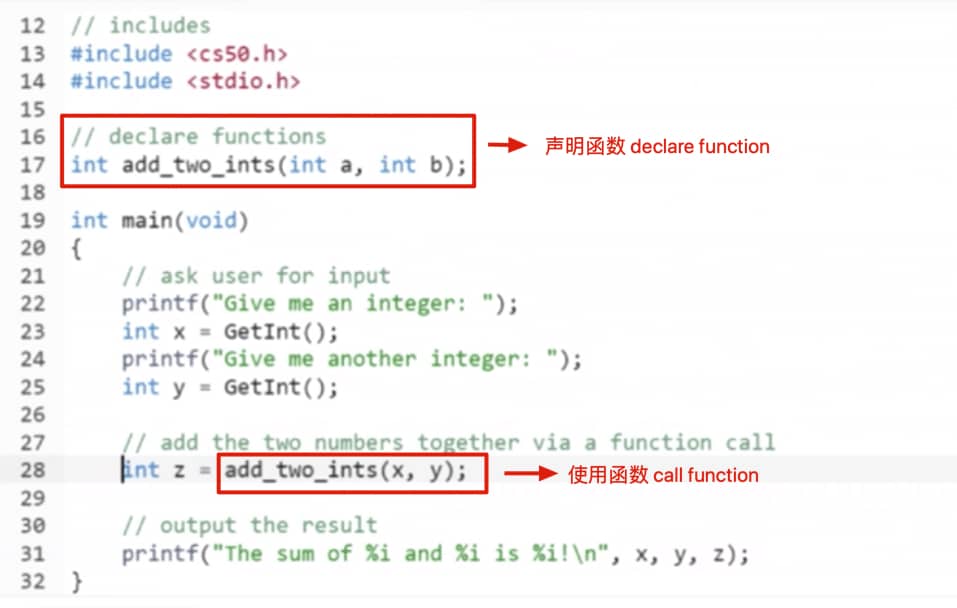 12 // includes
13 #include <cs50.h>
14 #include <stdio.h>
15
16 // declare functions
17 int add_two_ints(int a, int b);
声明函数 declare function
18
19 int main(void)
20 {
21     // ask user for input
22     printf("Give me an integer: ");
23     int x = GetInt();
24     printf("Give me another integer: ");
25     int y = GetInt();
26
27     // add the two numbers together via a function call
28     int z = add_two_ints(x, y);
使用函数 call function
29
30     // output the result
31     printf("The sum of %i and %i is %i!\n", x, y, z);
32 }